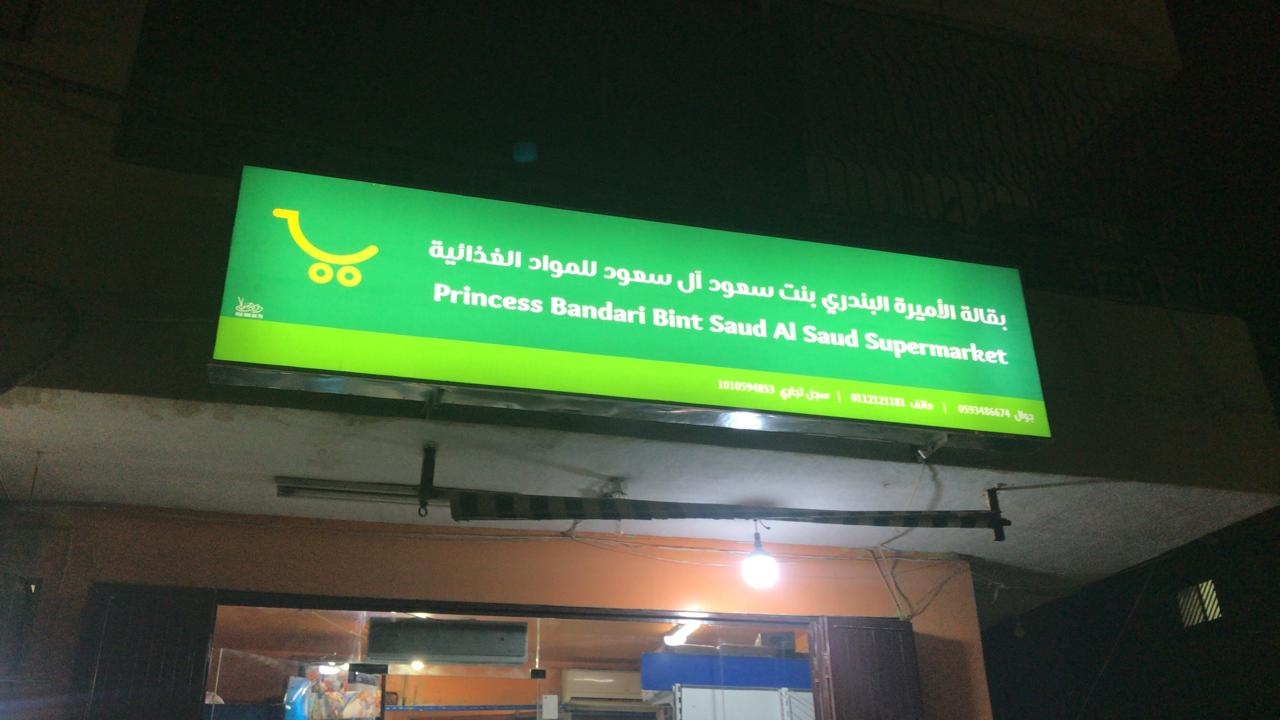 بقالة الأميرة البندري بنت سعود آل سعود للمواد الغذائية
Princess Bandari Bint Saud Al Saud Supermarket
جوال 0593486674 | هاتف 0112121181 | سجل تجاري 1010594853